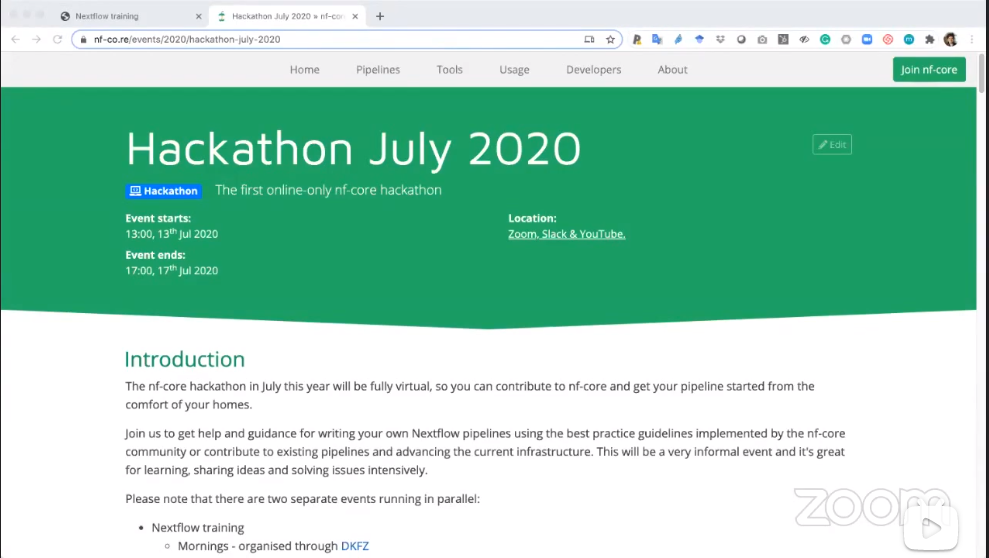 Nextflow training
Hackathon July 2020 » nf-co
nf-co.re/events/2020/hackathon-july-2020
Home Pipelines Tools Usage Developers About Join nf-core
Hackathon July 2020
Edit
Hackathon The first online-only nf-core hackathon
Event starts:
13:00, 13th Jul 2020
Event ends:
17:00, 17th Jul 2020
Location:
Zoom, Slack & YouTube.
Introduction
The nf-core hackathon in July this year will be fully virtual, so you can contribute to nf-core and get your pipeline started from the
comfort of your homes.
Join us to get help and guidance for writing your own Nextflow pipelines using the best practice guidelines implemented by the nf-core
community or contribute to existing pipelines and advancing the current infrastructure. This will be a very informal event and it's great
for learning, sharing ideas and solving issues intensively.
Please note that there are two separate events running in parallel:
• Nextflow training
◦ Mornings - organised through DKFZ
zoom